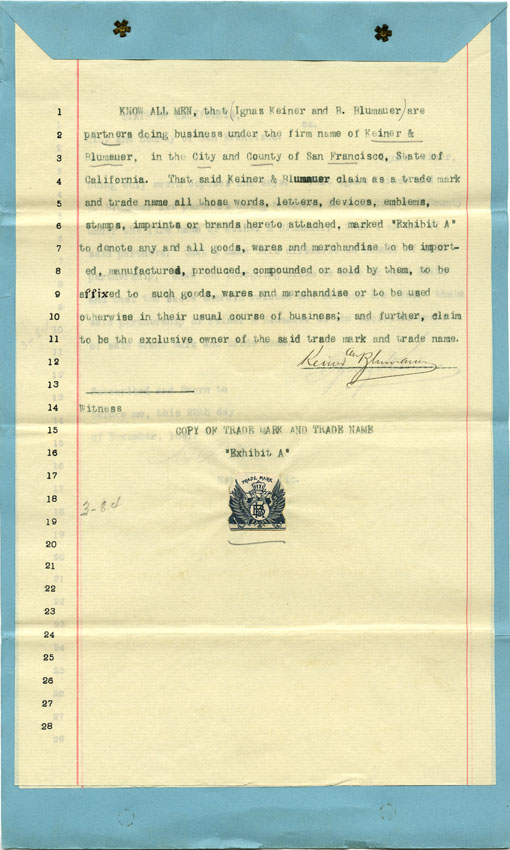 1 KNOW ALL MEN, that (Ignaz Keiner and B. Blumauer) are
2 partners doing business under the firm name of Keiner &
3 Blumauer, in the City and County of San Francisco, State of
4 California. That said Keiner & Blumauer claim as a trade mark
5 and trade name all those words, letters, devices, emblems,
6 stamps, imprints or brands hereto attached, marked "Exhibit A"
7 to denote any and all goods, wares and merchandise to be import-
8 ed, manufactured, produced, compounded or sold by them, to be
9 affixed to such goods, wares and merchandise or to be used
10 otherwise in their usual course of business; and further, claim
11 to be the exclusive owner of the said trade mark and trade name.
12 Keiner & Blumauer
13
14 Witness
15 COPY OF TRADE MARK AND TRADE NAME
16 "Exhibit A"
17 TRADE MARK
18
3-84
19
20
21
22
23
24
25
26
27
28